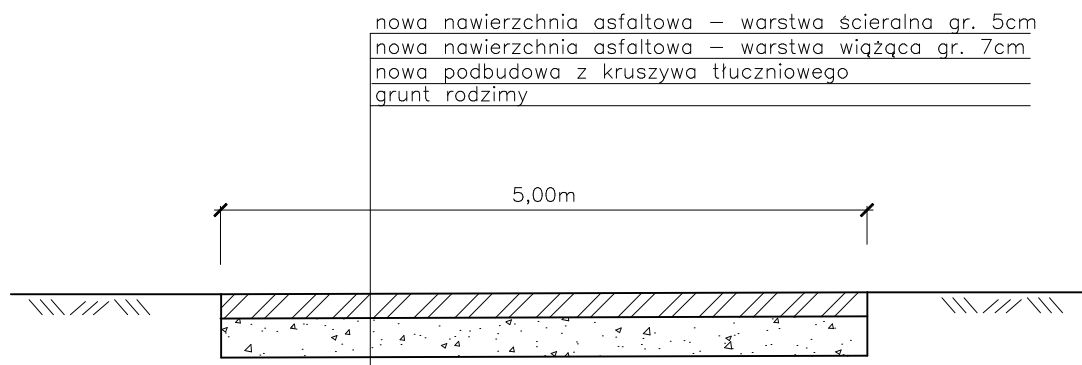 nowa nawierzchnia asfaltowa – warstwa ścieralna gr. 5cm
nowa nawierzchnia asfaltowa – warstwa wiążąca gr. 7cm
nowa podbudowa z kruszywa tłuczniowego
grunt rodzimy
5,00m